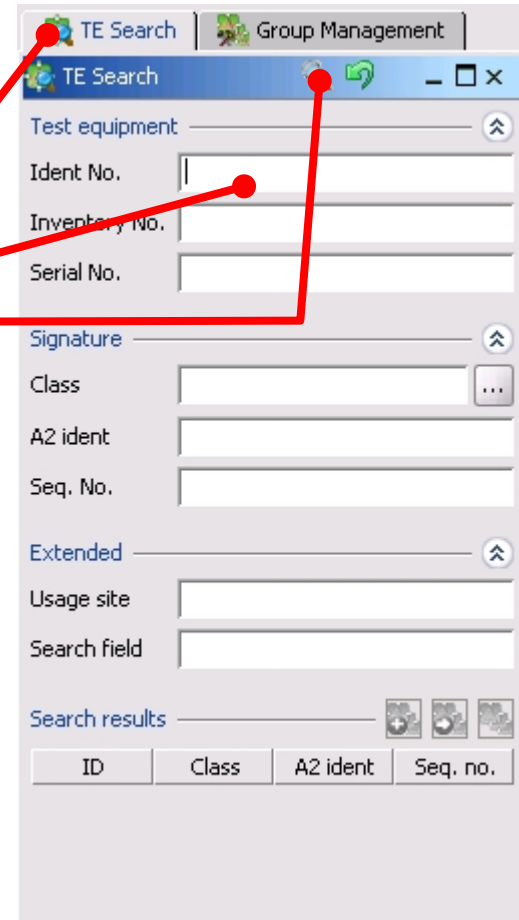 TE Search Group Management
TE Search
Test equipment
Ident No.
Inventory No.
Serial No.
Signature
Class ...
A2 ident
Seq. No.
Extended
Usage site
Search field
Search results
ID Class A2 ident Seq. no.